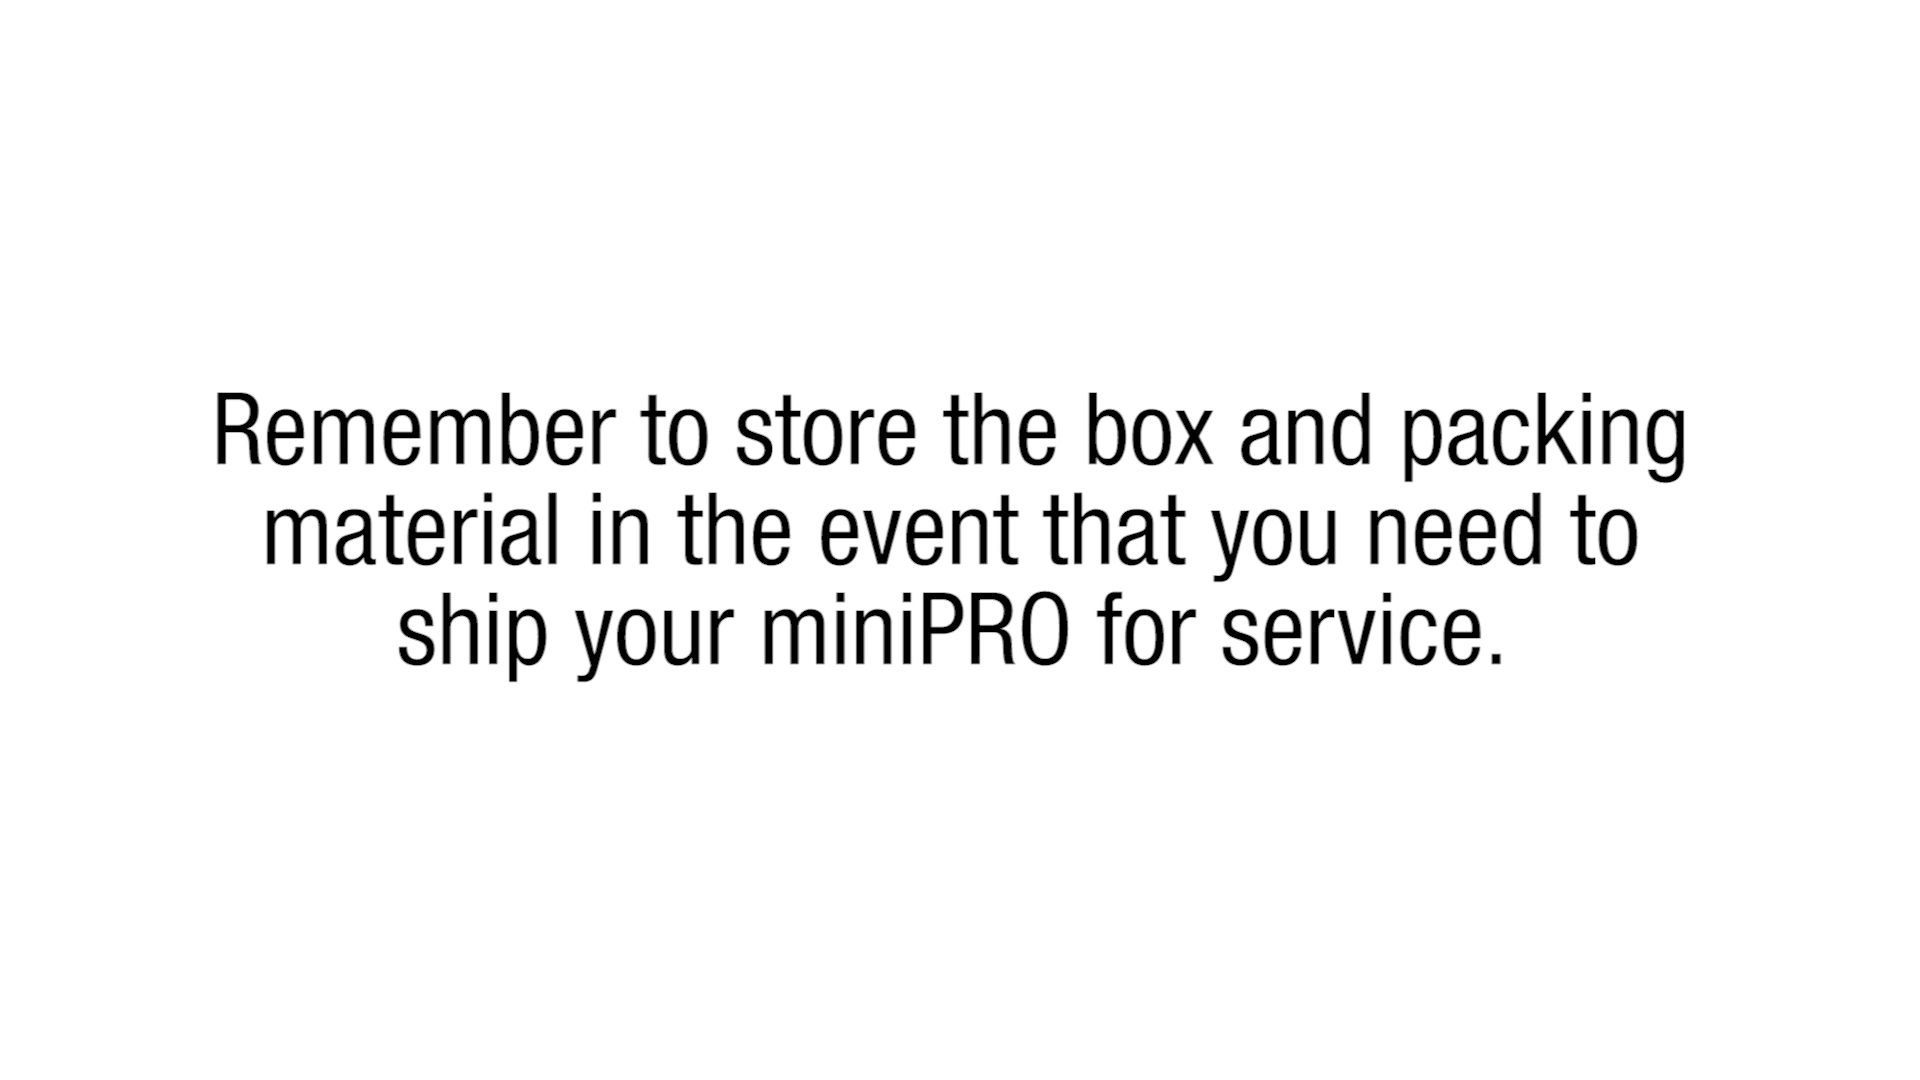 Remember to store the box and packing
material in the event that you need to
ship your miniPRO for service.